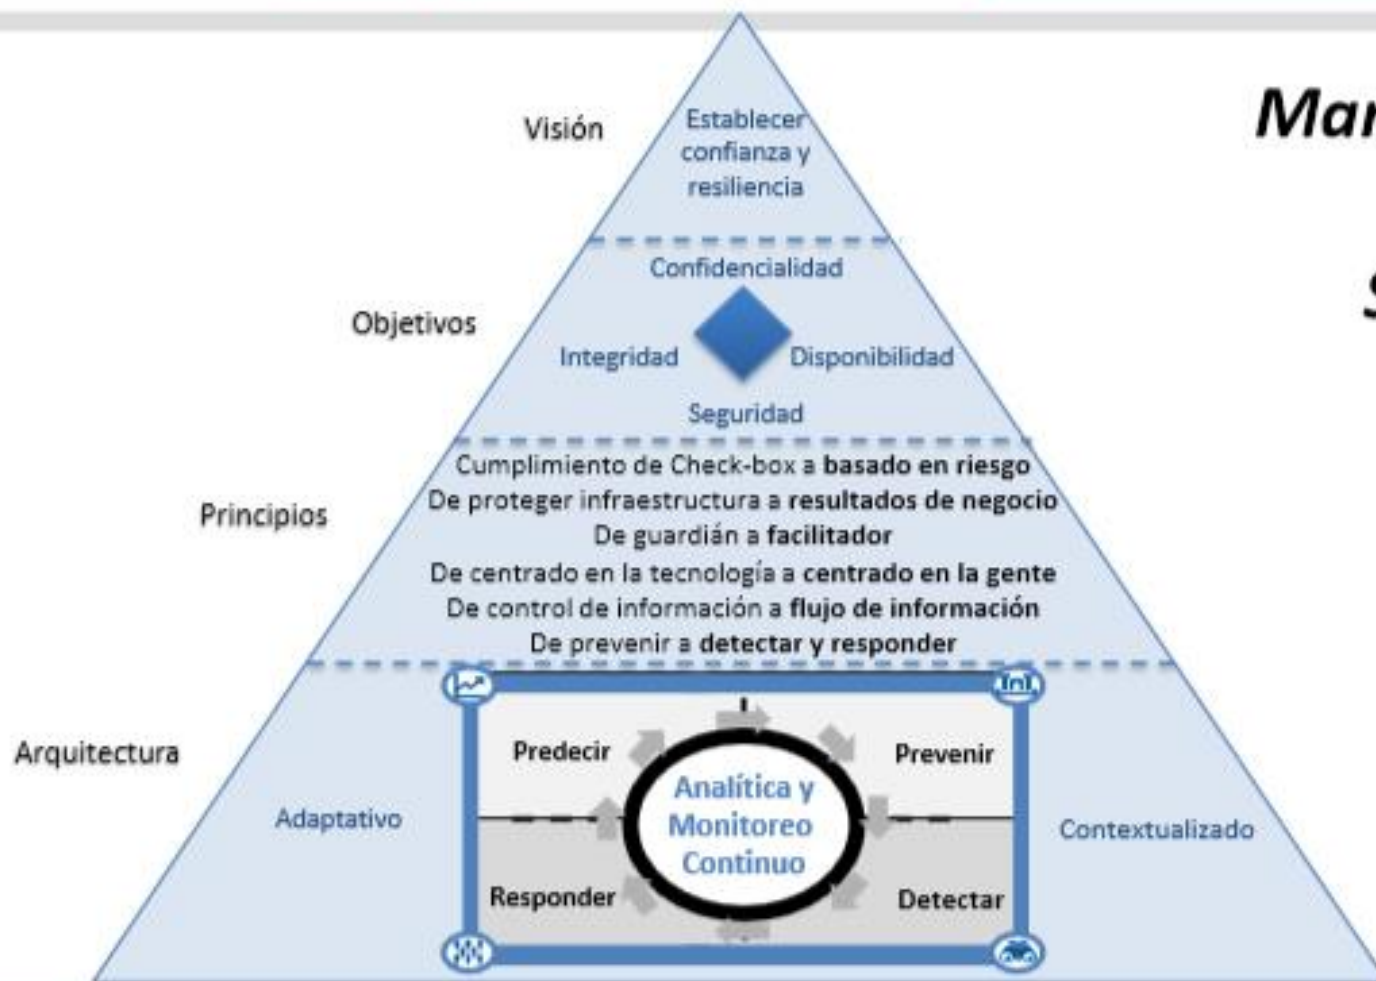 Visión
Establecer
confianza y
resiliencia
Objetivos
Confidencialidad
Integridad
Disponibilidad
Seguridad
Principios
Cumplimiento de Check-box a basado en riesgo
De proteger infraestructura a resultados de negocio
De guardián a facilitador
De centrado en la tecnología a centrado en la gente
De control de información a flujo de información
De prevenir a detectar y responder
Arquitectura
Adaptativo
Predecir
Prevenir
Analítica y
Monitoreo
Continuo
Responder
Detectar
Contextualizado